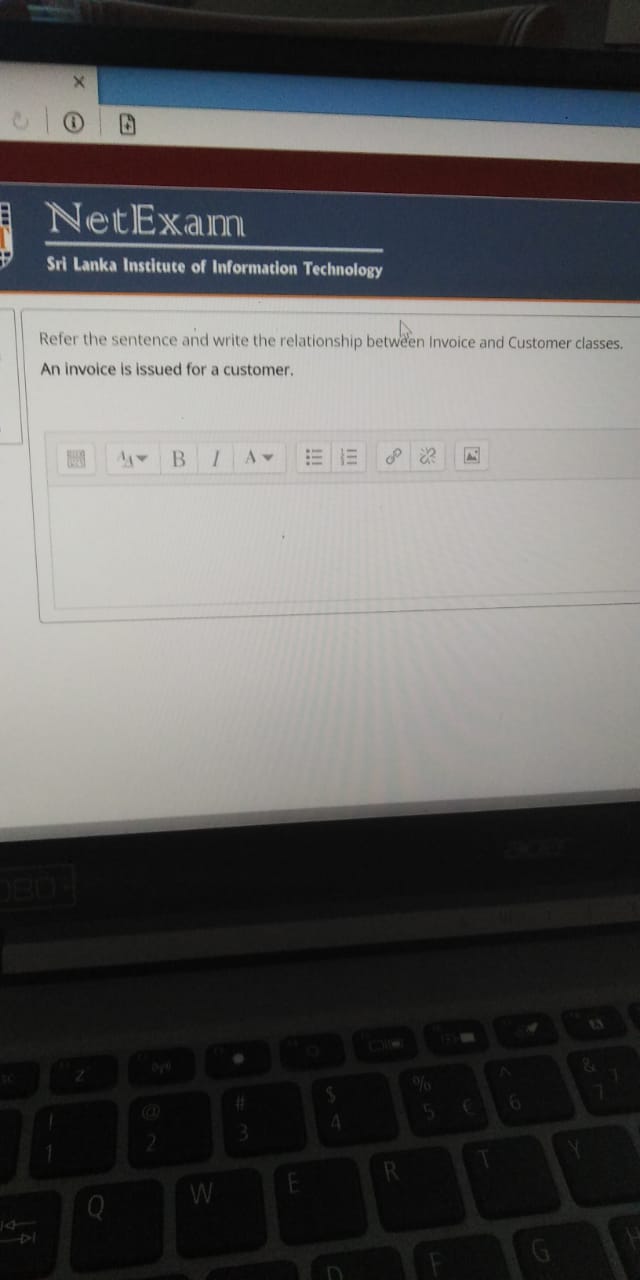 NetExam
Sri Lanka Institute of Information Technology
Refer the sentence and write the relationship between Invoice and Customer classes.
An invoice is issued for a customer.
B I A
acer
! @ # $ % ^ &
1 2 3 4 5 € 6 7
Q W E R T Y
D F G H